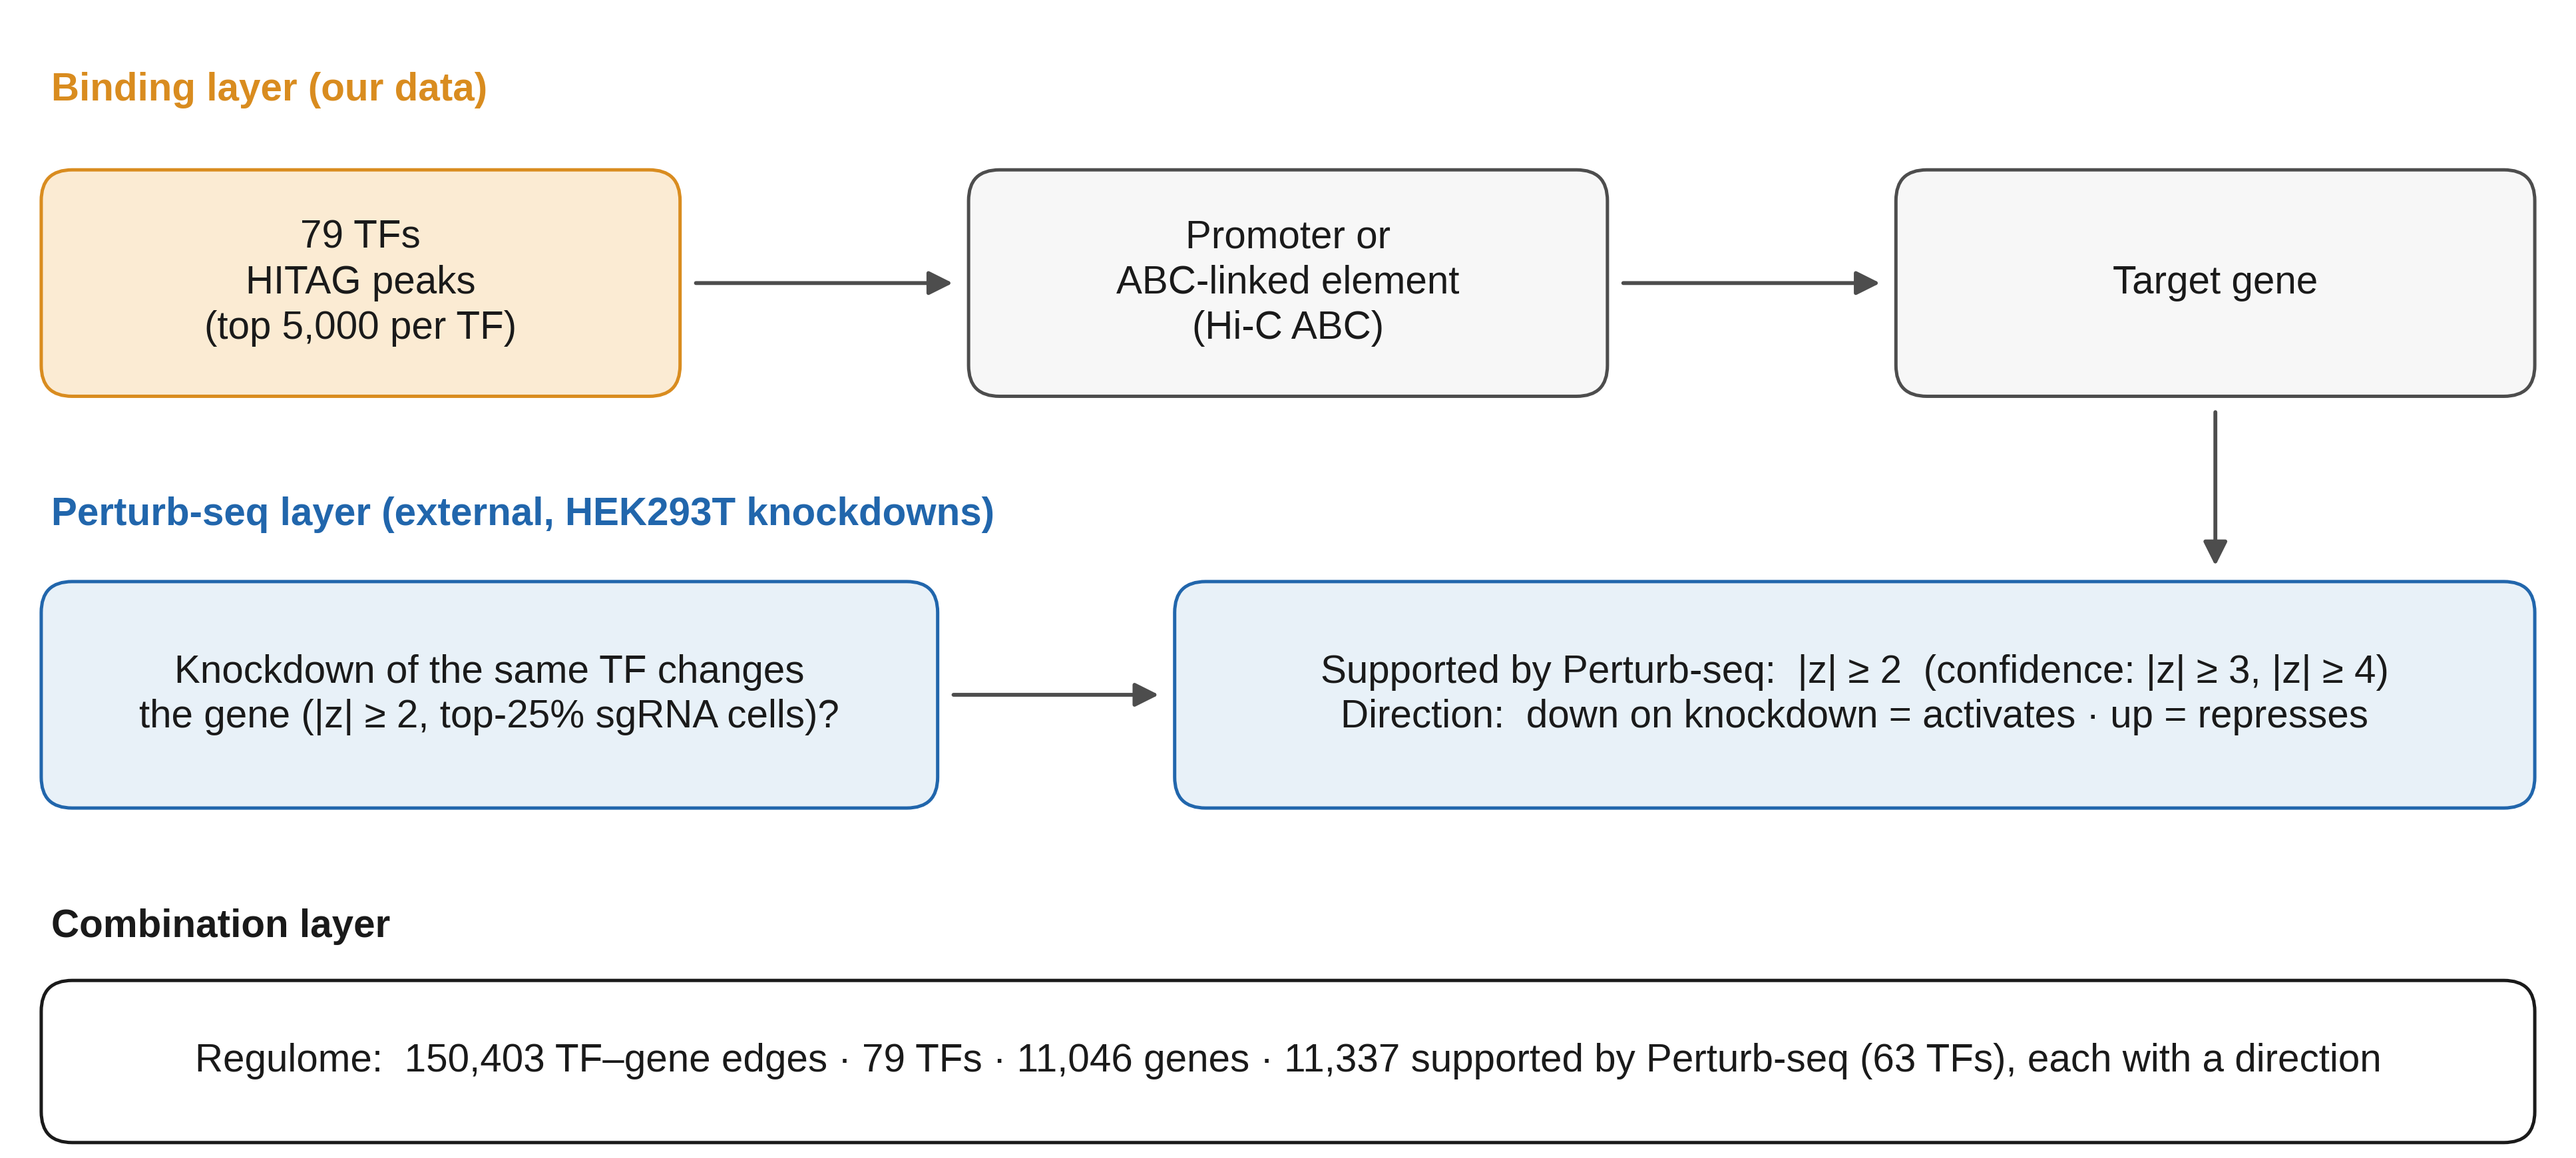 Binding layer (our data)
79 TFs
HITAG peaks
(top 5,000 per TF)
Promoter or
ABC-linked element
(Hi-C ABC)
Target gene
Perturb-seq layer (external, HEK293T knockdowns)
Knockdown of the same TF changes
the gene (|z| ≥ 2, top-25% sgRNA cells)?
Supported by Perturb-seq:  |z| ≥ 2  (confidence: |z| ≥ 3, |z| ≥ 4)
Direction:  down on knockdown = activates · up = represses
Combination layer
Regulome:  150,403 TF–gene edges · 79 TFs · 11,046 genes · 11,337 supported by Perturb-seq (63 TFs), each with a direction